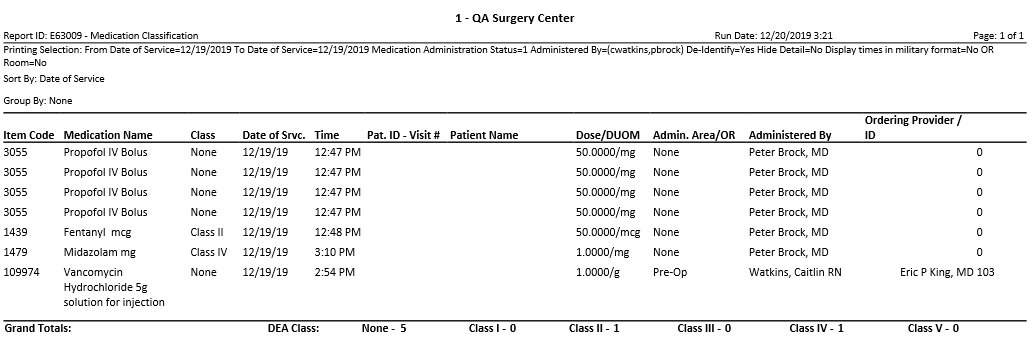 1 - QA Surgery Center
Report ID: E63009 - Medication Classification Run Date: 12/20/2019 3:21 Page: 1 of 1
Printing Selection: From Date of Service=12/19/2019 To Date of Service=12/19/2019 Medication Administration Status=1 Administered By=(cwatkins,pbrock) De-Identify=Yes Hide Detail=No Display times in military format=No OR
Room=No
Sort By: Date of Service
Group By: None
Ordering Provider /
Item Code Medication Name Class Date of Srvc. Time Pat. ID - Visit # Patient Name Dose/DUOM Admin. Area/OR Administered By ID
3055 Propofol IV Bolus None 12/19/19 12:47 PM 50.0000/mg None Peter Brock, MD 0
3055 Propofol IV Bolus None 12/19/19 12:47 PM 50.0000/mg None Peter Brock, MD 0
3055 Propofol IV Bolus None 12/19/19 12:47 PM 50.0000/mg None Peter Brock, MD 0
3055 Propofol IV Bolus None 12/19/19 12:47 PM 50.0000/mg None Peter Brock, MD 0
1439 Fentanyl mcg Class II 12/19/19 12:48 PM 50.0000/mcg None Peter Brock, MD 0
1479 Midazolam mg Class IV 12/19/19 3:10 PM 1.0000/mg None Peter Brock, MD 0
109974 Vancomycin None 12/19/19 2:54 PM 1.0000/g Pre-Op Watkins, Caitlin RN Eric P King, MD 103
Hydrochloride 5g
solution for injection
Grand Totals: DEA Class: None - 5 Class I - 0 Class II - 1 Class III - 0 Class IV - 1 Class V - 0